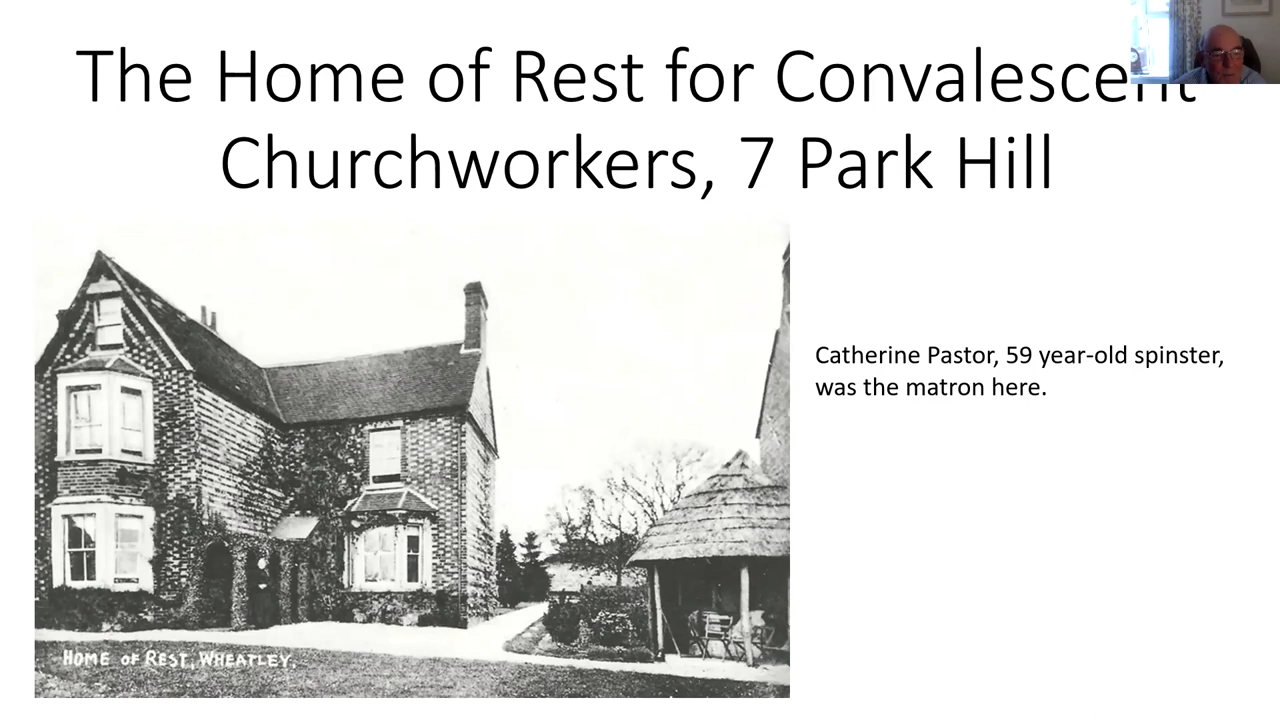 The Home of Rest for Convalescent
Churchworkers, 7 Park Hill
Catherine Pastor, 59 year-old spinster,
was the matron here.
HOME OF REST, WHEATLEY.